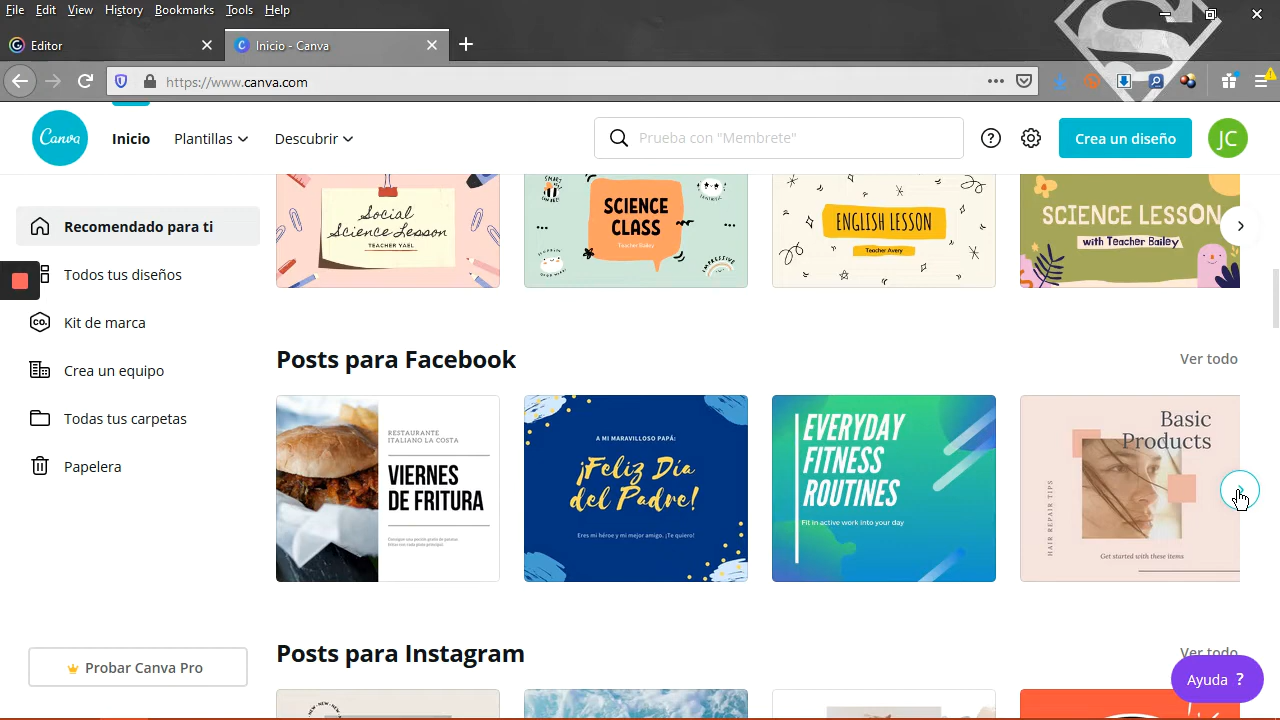 File Edit View History Bookmarks Tools Help
Editor
Inicio - Canva
https://www.canva.com
Canva
Inicio
Plantillas
Descubrir
Prueba con "Membrete"
Crea un diseño
JC
Recomendado para ti
Todos tus diseños
Kit de marca
CO.
Crea un equipo
Todas tus carpetas
Papelera
Probar Canva Pro
Social
Science Lesson
TEACHER YAEL
SMART
SCIENCE
CLASS
Teacher Bailey
ENGLISH LESSON
Teacher Avery
SCIENCE LESSON
with Teacher Bailey
Posts para Facebook
Ver todo
RESTAURANTE
ITALIANO LA COSTA
VIERNES
DE FRITURA
A MI MARAVILLOSO PAPÁ:
¡Feliz Día
del Padre!
Eres mi héroe y mi mejor amigo. ¡Te quiero!
EVERYDAY
FITNESS
ROUTINES
Fit in active work into your day
Basic
Products
HAIR REPAIR TIPS
Get started with these items
Posts para Instagram
Ver todo
Ayuda ?